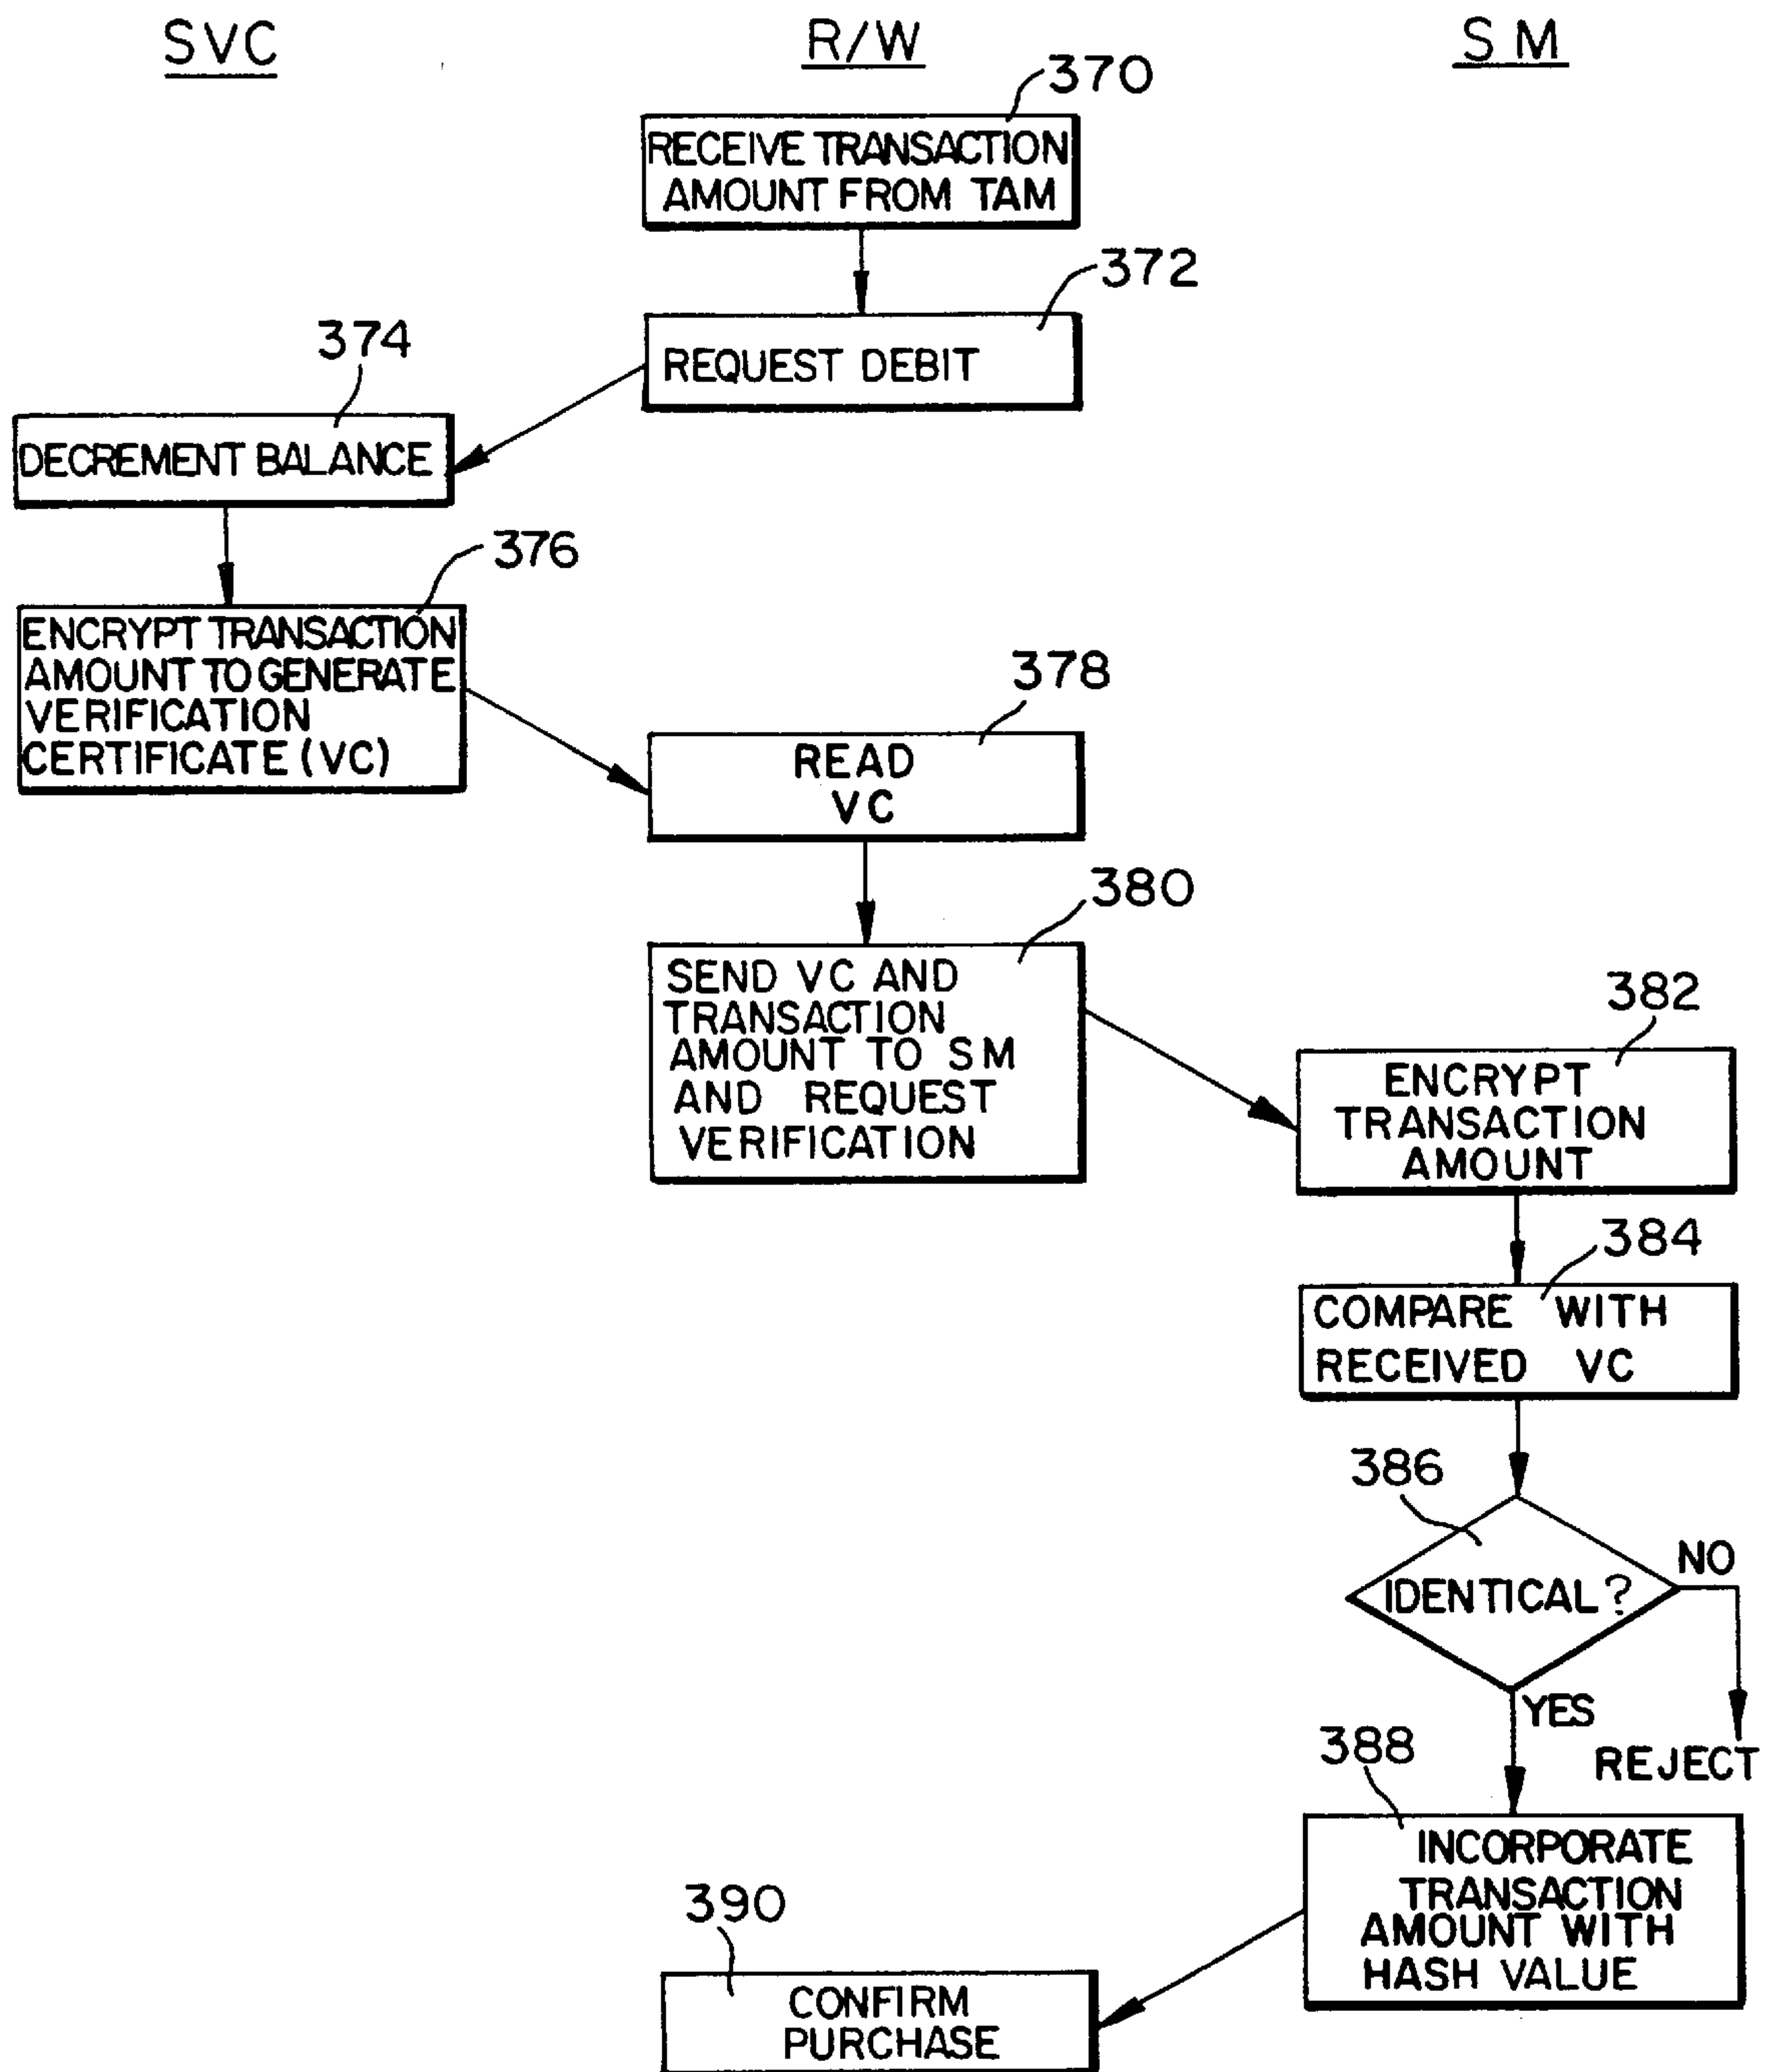 SVC
R/W
SM
370
RECEIVE TRANSACTION
AMOUNT FROM TAM
372
REQUEST DEBIT
374
DECREMENT BALANCE
376
ENCRYPT TRANSACTION
AMOUNT TO GENERATE
VERIFICATION
CERTIFICATE (VC)
378
READ
VC
380
SEND VC AND
TRANSACTION
AMOUNT TO SM
AND REQUEST
VERIFICATION
382
ENCRYPT
TRANSACTION
AMOUNT
384
COMPARE WITH
RECEIVED VC
386
IDENTICAL?
NO
YES
REJECT
388
INCORPORATE
TRANSACTION
AMOUNT WITH
HASH VALUE
390
CONFIRM
PURCHASE